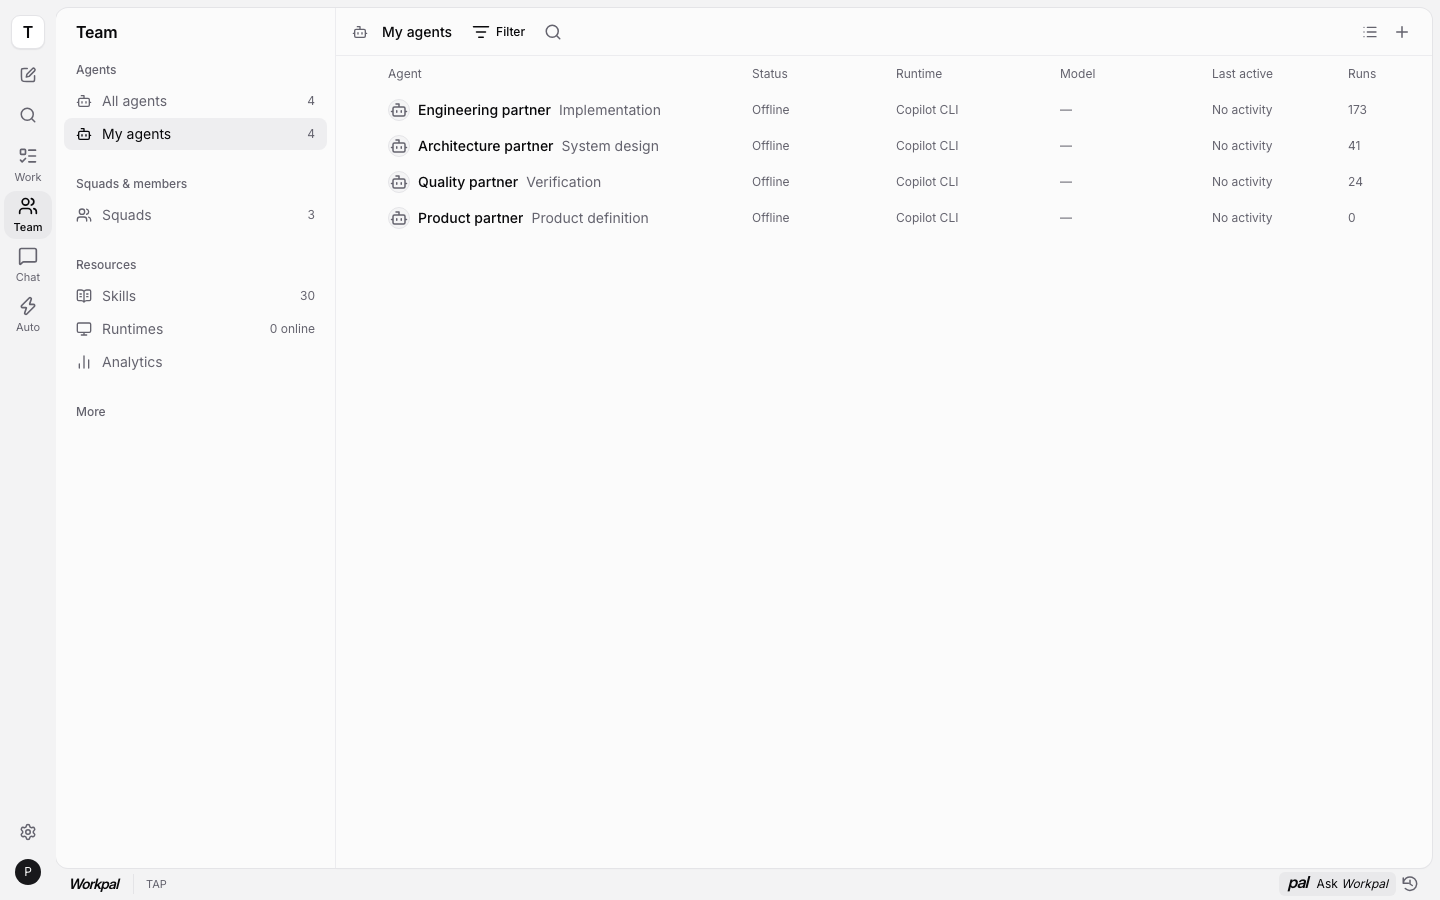 T
Work
Team
Chat
Auto
P
Team
Agents
All agents 4
My agents 4
Squads & members
Squads 3
Resources
Skills 30
Runtimes 0 online
Analytics
More
My agents Filter
Agent Status Runtime Model Last active Runs
Engineering partner Implementation Offline Copilot CLI — No activity 173
Architecture partner System design Offline Copilot CLI — No activity 41
Quality partner Verification Offline Copilot CLI — No activity 24
Product partner Product definition Offline Copilot CLI — No activity 0
Workpal TAP
pal Ask Workpal